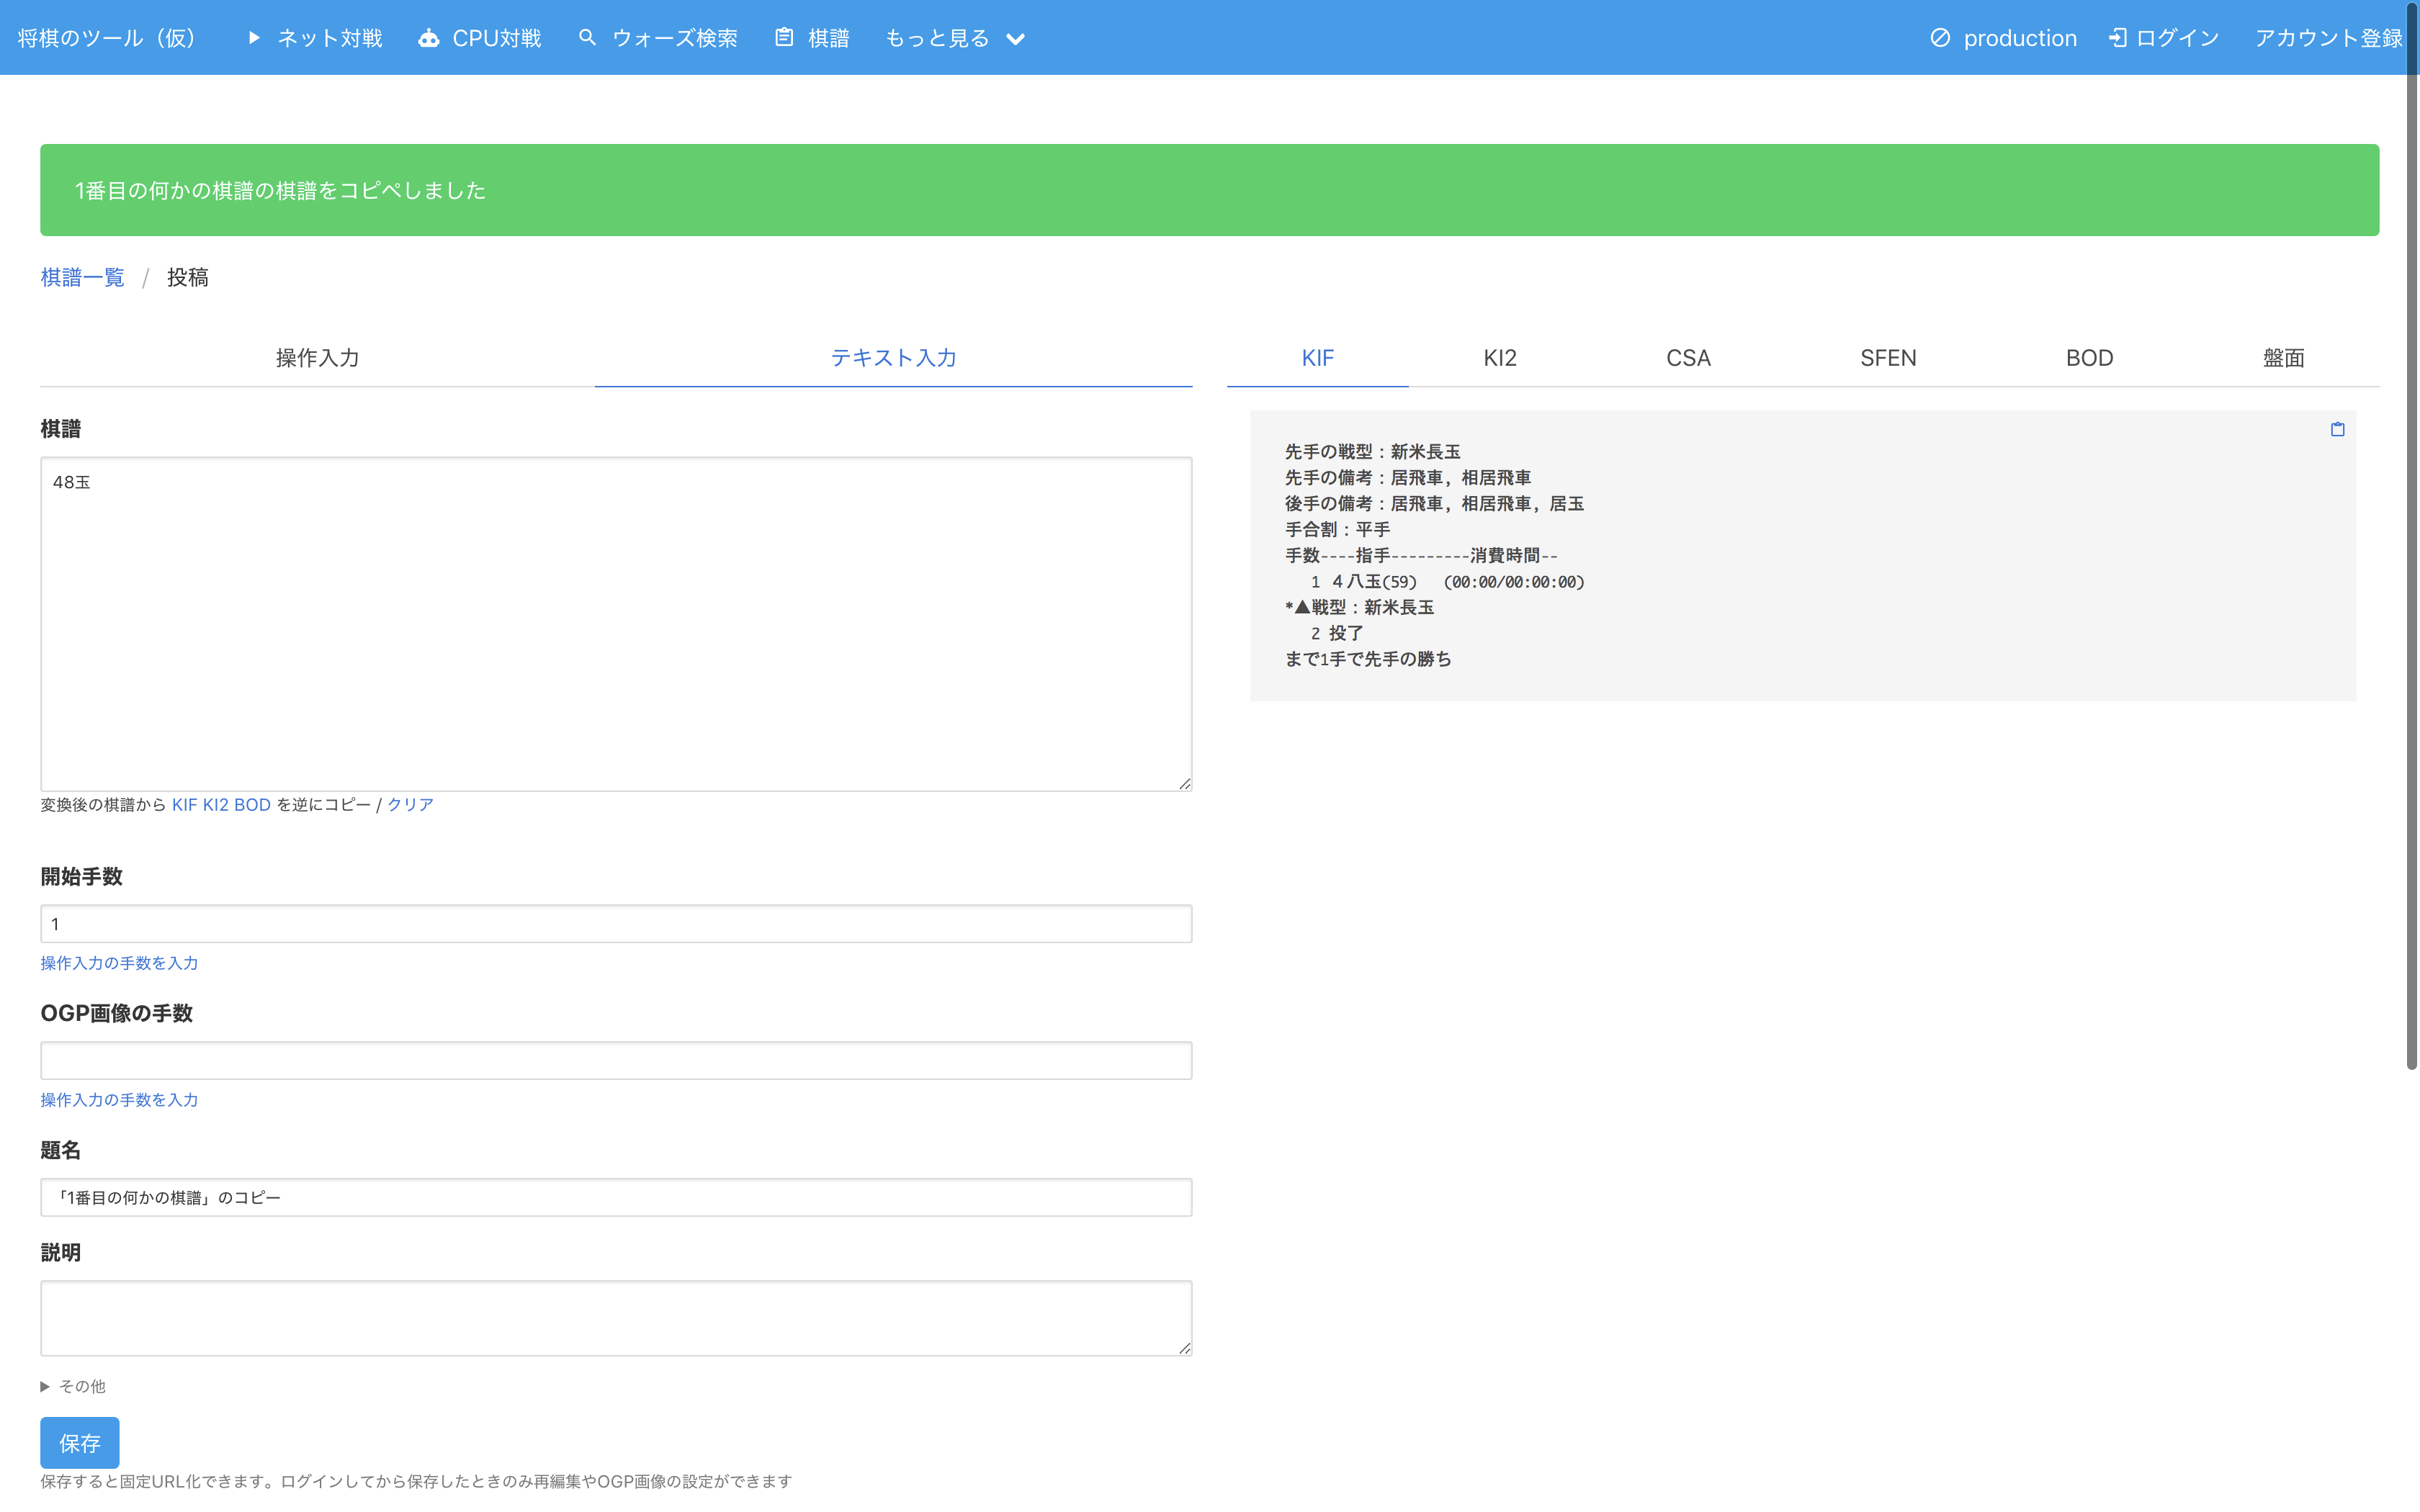 将棋のツール（仮） ネット対戦 CPU対戦 ウォーズ検索 棋譜 もっと見る production ログイン アカウント登録
1番目の何かの棋譜の棋譜をコピペしました
棋譜一覧 / 投稿
操作入力 テキスト入力
棋譜
48玉
変換後の棋譜から KIF KI2 BOD を逆にコピー / クリア
開始手数
1
操作入力の手数を入力
OGP画像の手数
操作入力の手数を入力
題名
「1番目の何かの棋譜」のコピー
説明
その他
保存
保存すると固定URL化できます。ログインしてから保存したときのみ再編集やOGP画像の設定ができます
KIF KI2 CSA SFEN BOD 盤面
先手の戦型：新米長玉
先手の備考：居飛車, 相居飛車
後手の備考：居飛車, 相居飛車, 居玉
手合割：平手
手数----指手---------消費時間--
1 ４八玉(59) (00:00/00:00:00)
*▲戦型：新米長玉
2 投了
まで1手で先手の勝ち